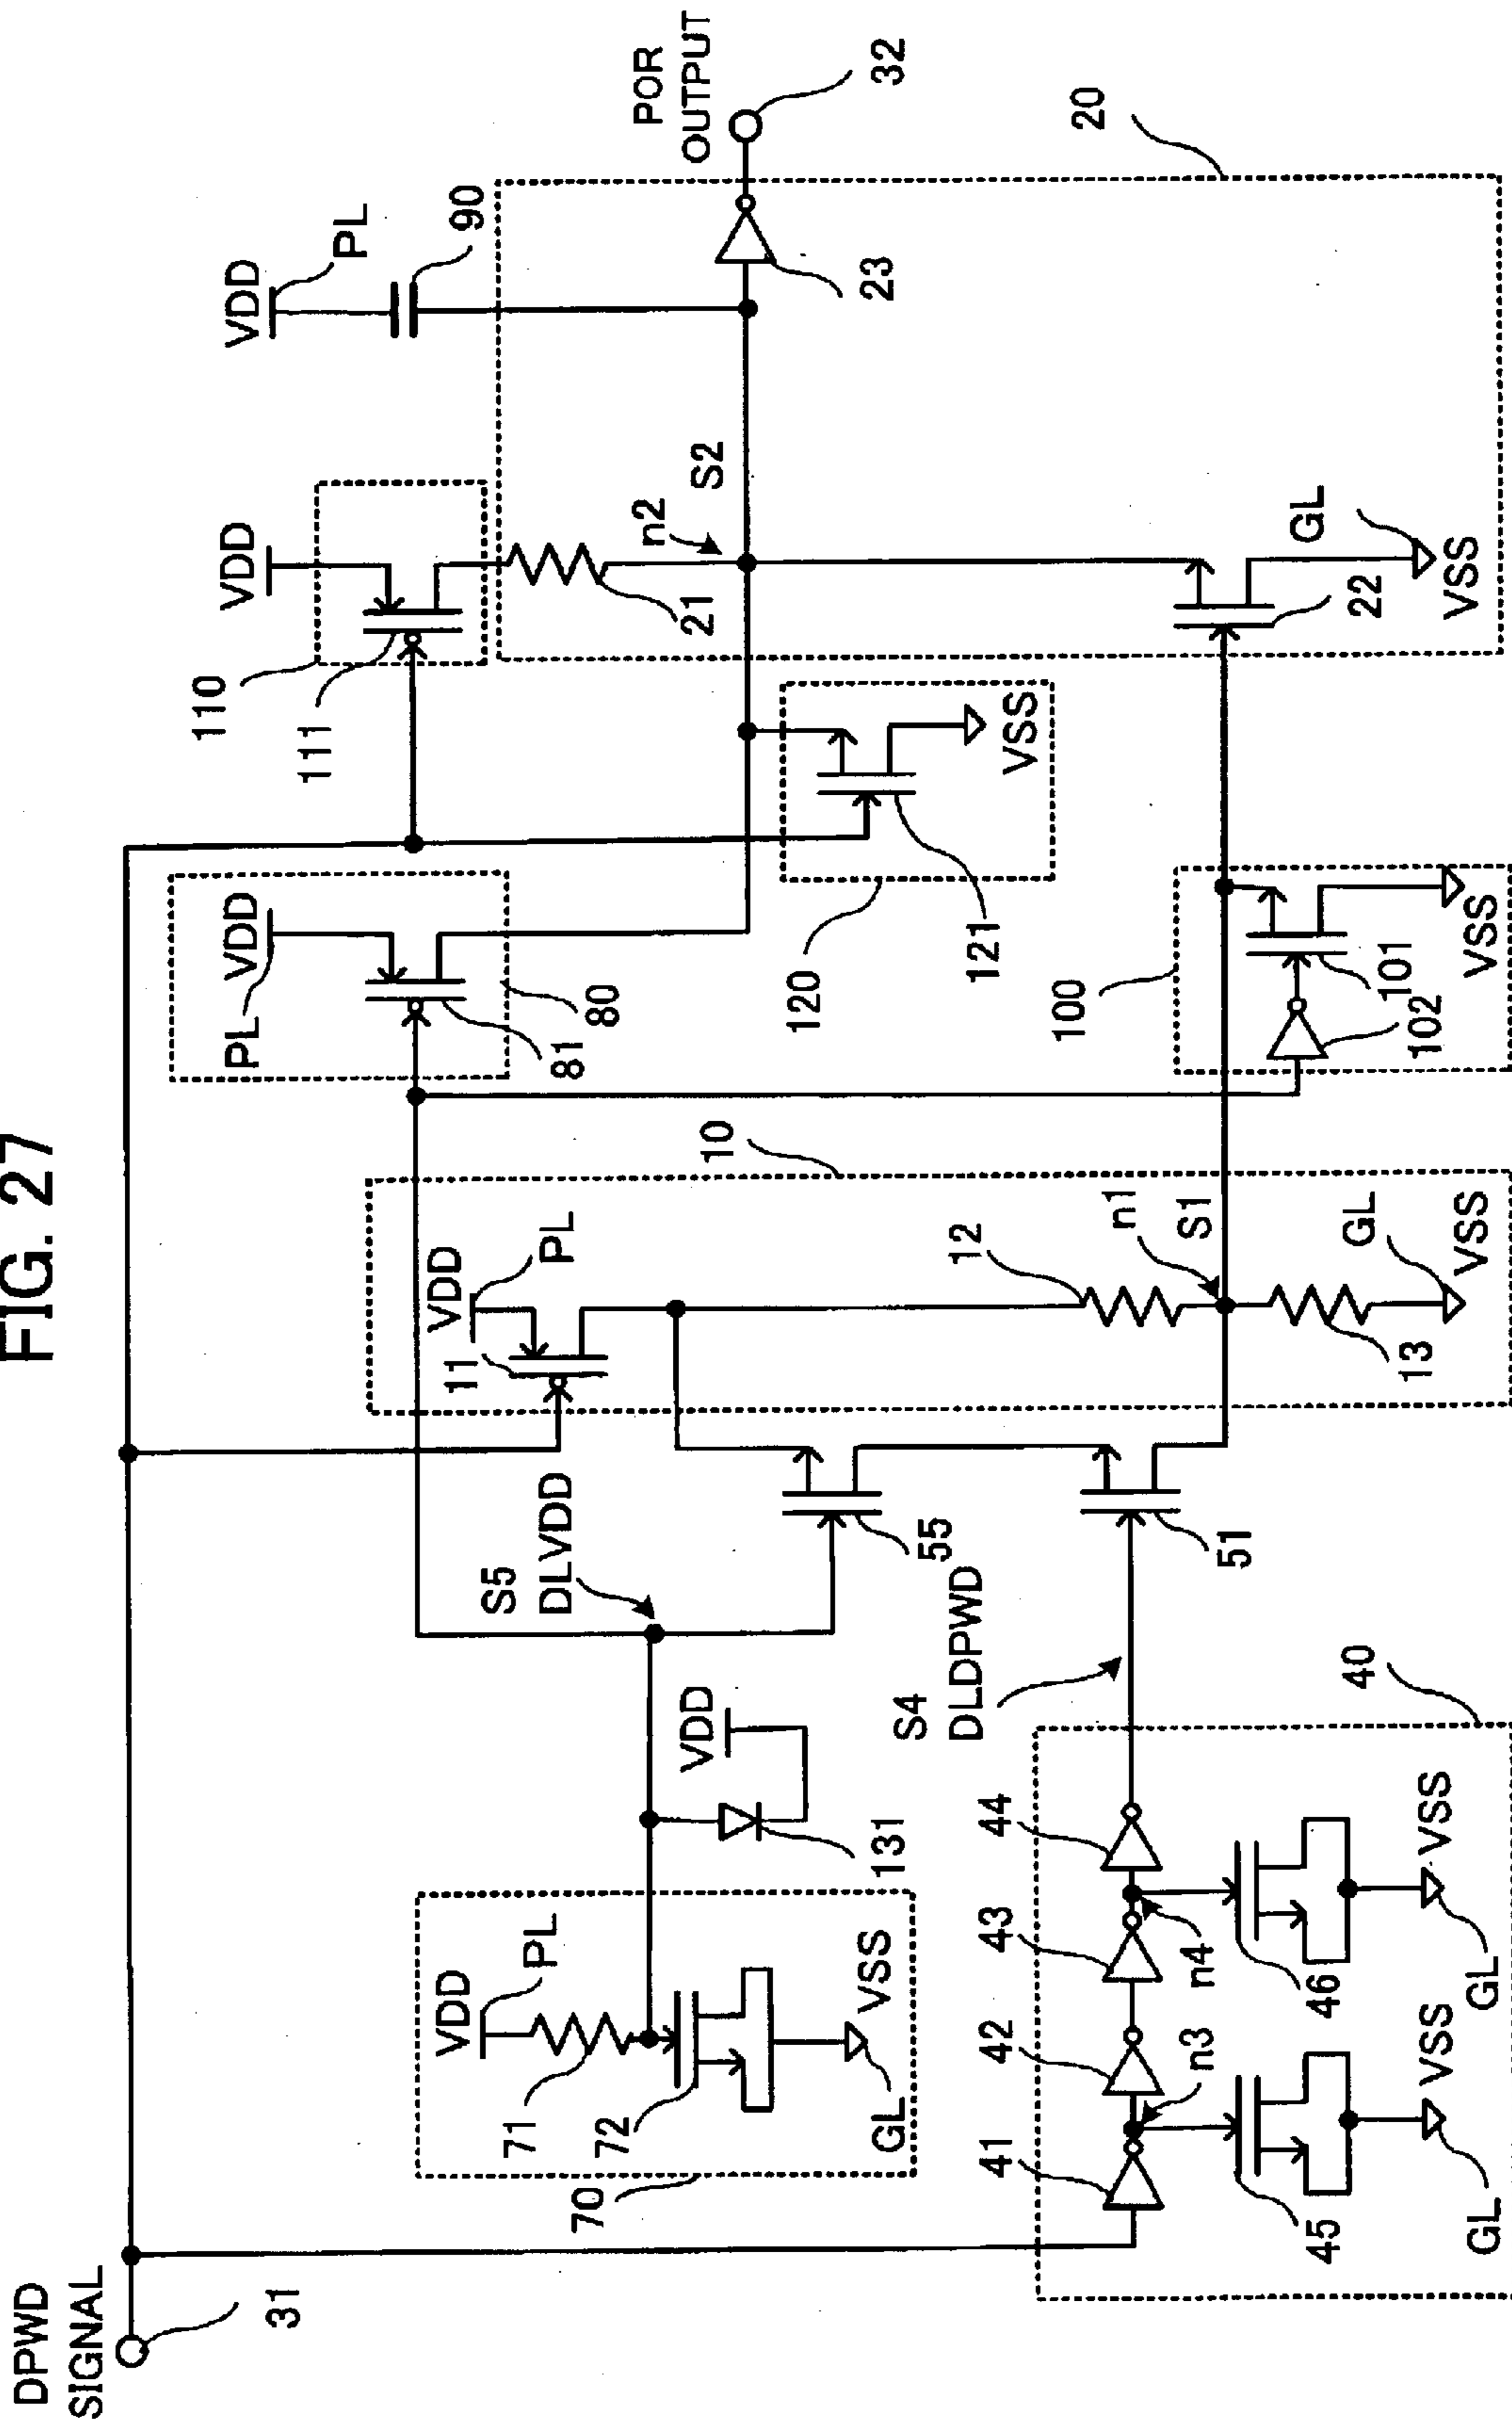 FIG. 27
DPWD
SIGNAL
31
VDD
PL
71
72
70
GL
VSS
VDD
131
S5
DLVDD
55
S4
DLDPWD
51
40
41
42
43
44
n3
n4
45
46
GL
VSS
GL
VSS
10
VDD
PL
11
12
n1
S1
13
GL
VSS
PL
VDD
81
80
100
102
101
VSS
120
121
VSS
110
111
VDD
21
n2
S2
22
GL
VSS
VDD
PL
90
23
20
POR
OUTPUT
32